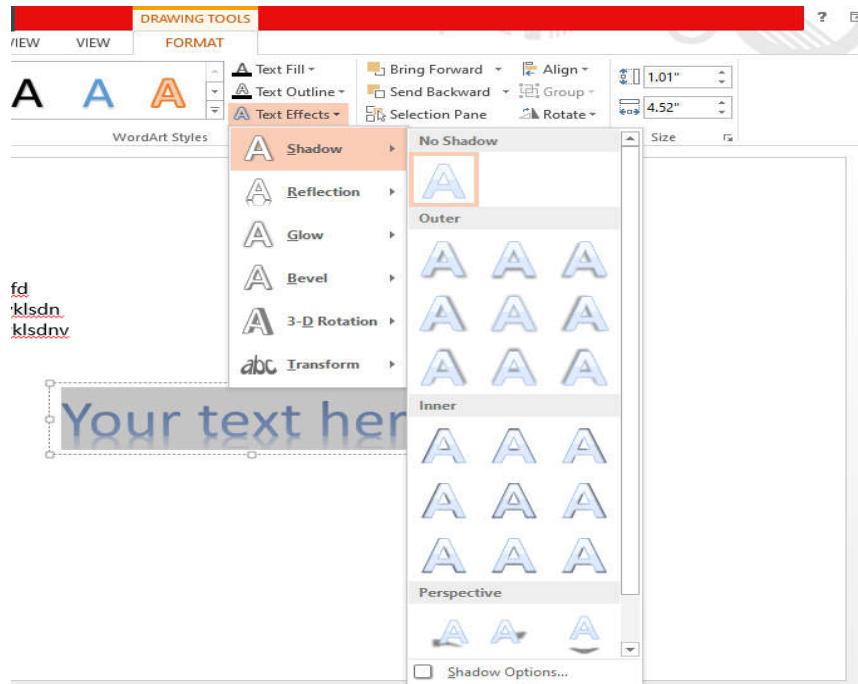 DRAWING TOOLS
?
/IEW VIEW FORMAT
A A A
Text Fill
Text Outline
Text Effects
Bring Forward
Send Backward
Selection Pane
Align
Group
Rotate
1.01"
4.52"
WordArt Styles
Size
Shadow
Reflection
Glow
Bevel
3-D Rotation
abc Transform
No Shadow
A
Outer
A A A
A A A
A A A
Inner
A A A
A A A
A A A
Perspective
A A A
Shadow Options...
fd
klsdn
klsdnv
Your text her